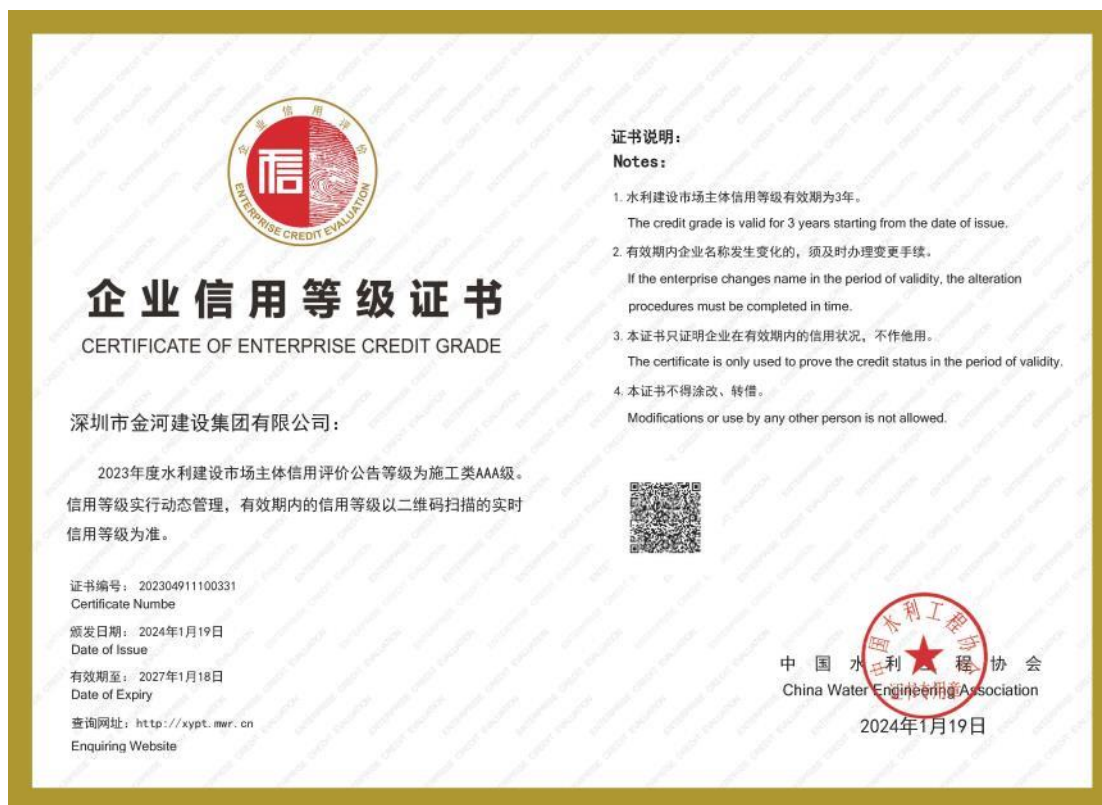 企业信用评价
信
ENTERPRISE CREDIT EVALUATION
企业信用等级证书
CERTIFICATE OF ENTERPRISE CREDIT GRADE
深圳市金河建设集团有限公司：
2023年度水利建设市场主体信用评价公告等级为施工类AAA级。
信用等级实行动态管理，有效期内的信用等级以二维码扫描的实时
信用等级为准。
证书编号： 202304911100331
Certificate Numbe
颁发日期： 2024年1月19日
Date of Issue
有效期至： 2027年1月18日
Date of Expiry
查询网址：http://xypt.mwr.cn
Enquiring Website
证书说明：
Notes:
1. 水利建设市场主体信用等级有效期为3年。
The credit grade is valid for 3 years starting from the date of issue.
2. 有效期内企业名称发生变化的，须及时办理变更手续。
If the enterprise changes name in the period of validity, the alteration
procedures must be completed in time.
3. 本证书只证明企业在有效期内的信用状况，不作他用。
The certificate is only used to prove the credit status in the period of validity.
4. 本证书不得涂改、转借。
Modifications or use by any other person is not allowed.
中国水利工程协会
China Water Engineering Association
2024年1月19日
中国水利工程协会
证书专用章